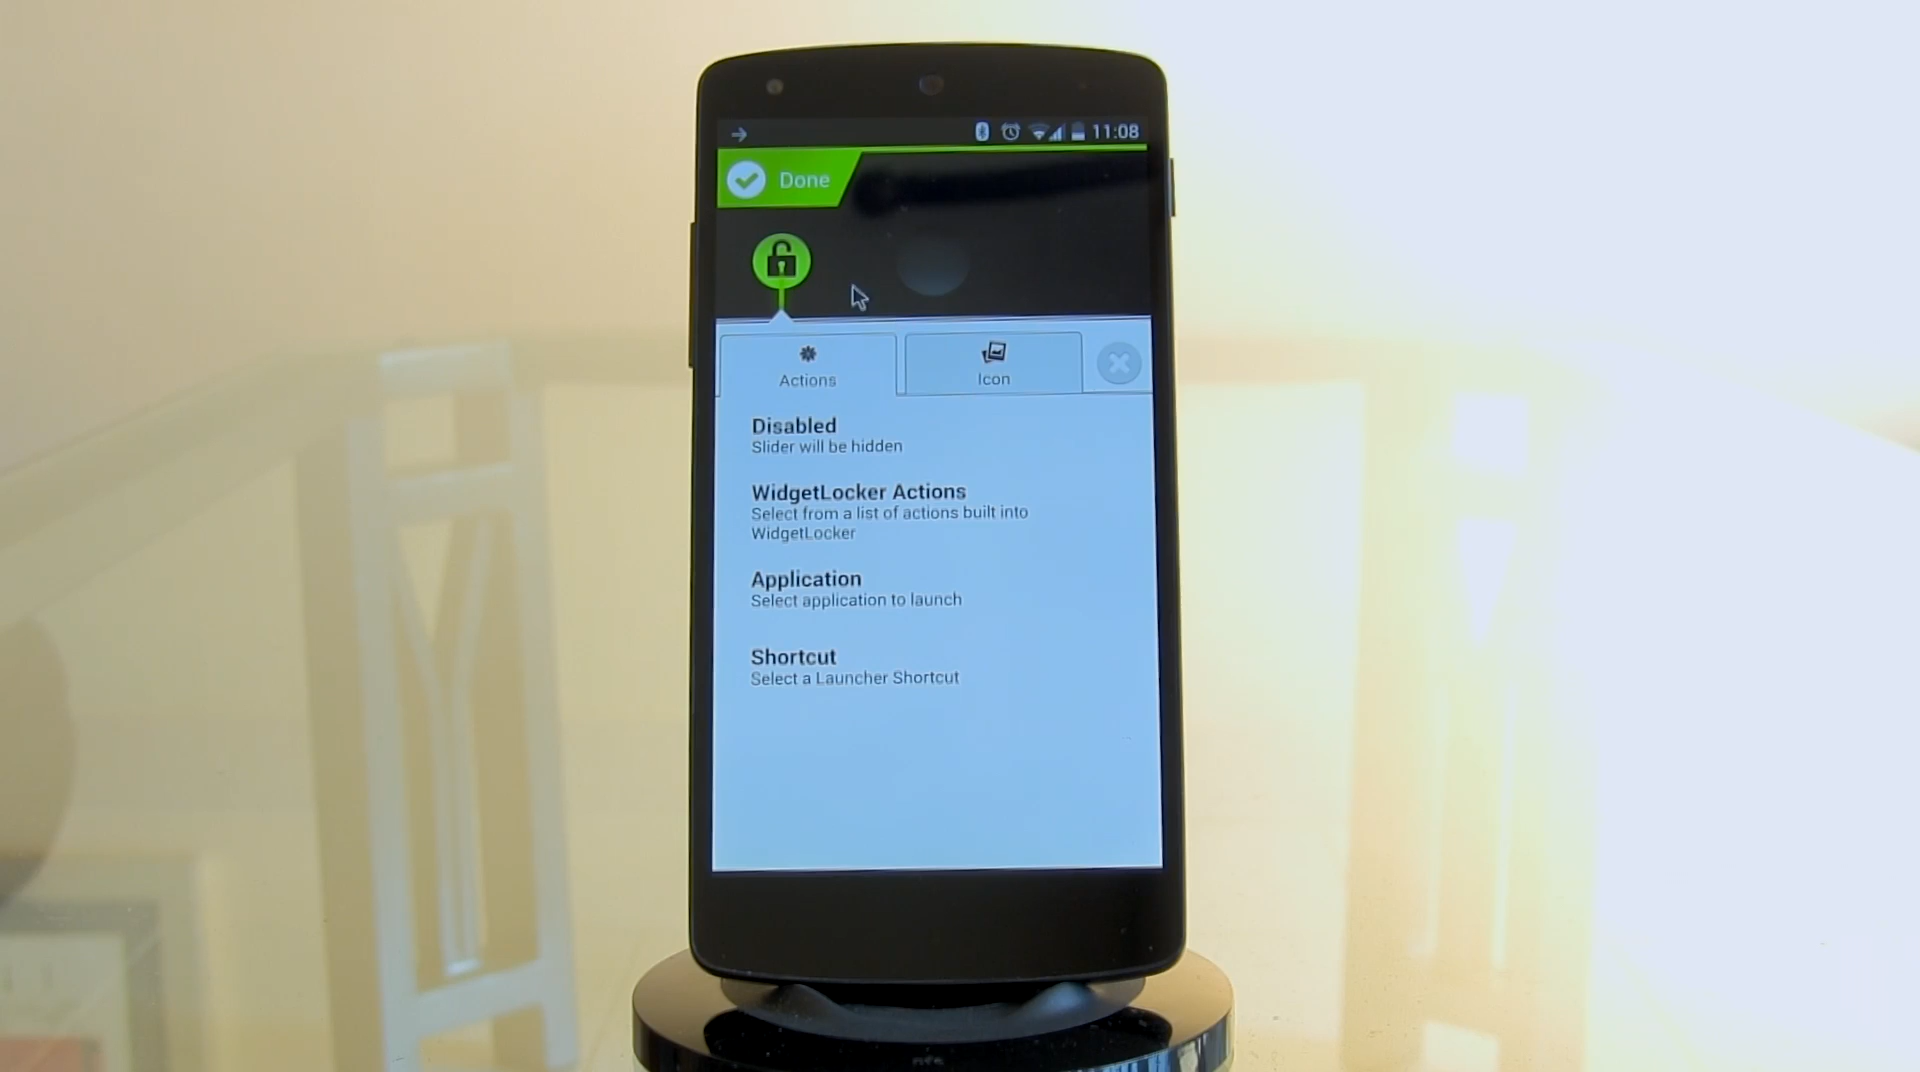 11:08
Done
Actions
Icon
Disabled
Slider will be hidden
WidgetLocker Actions
Select from a list of actions built into
WidgetLocker
Application
Select application to launch
Shortcut
Select a Launcher Shortcut